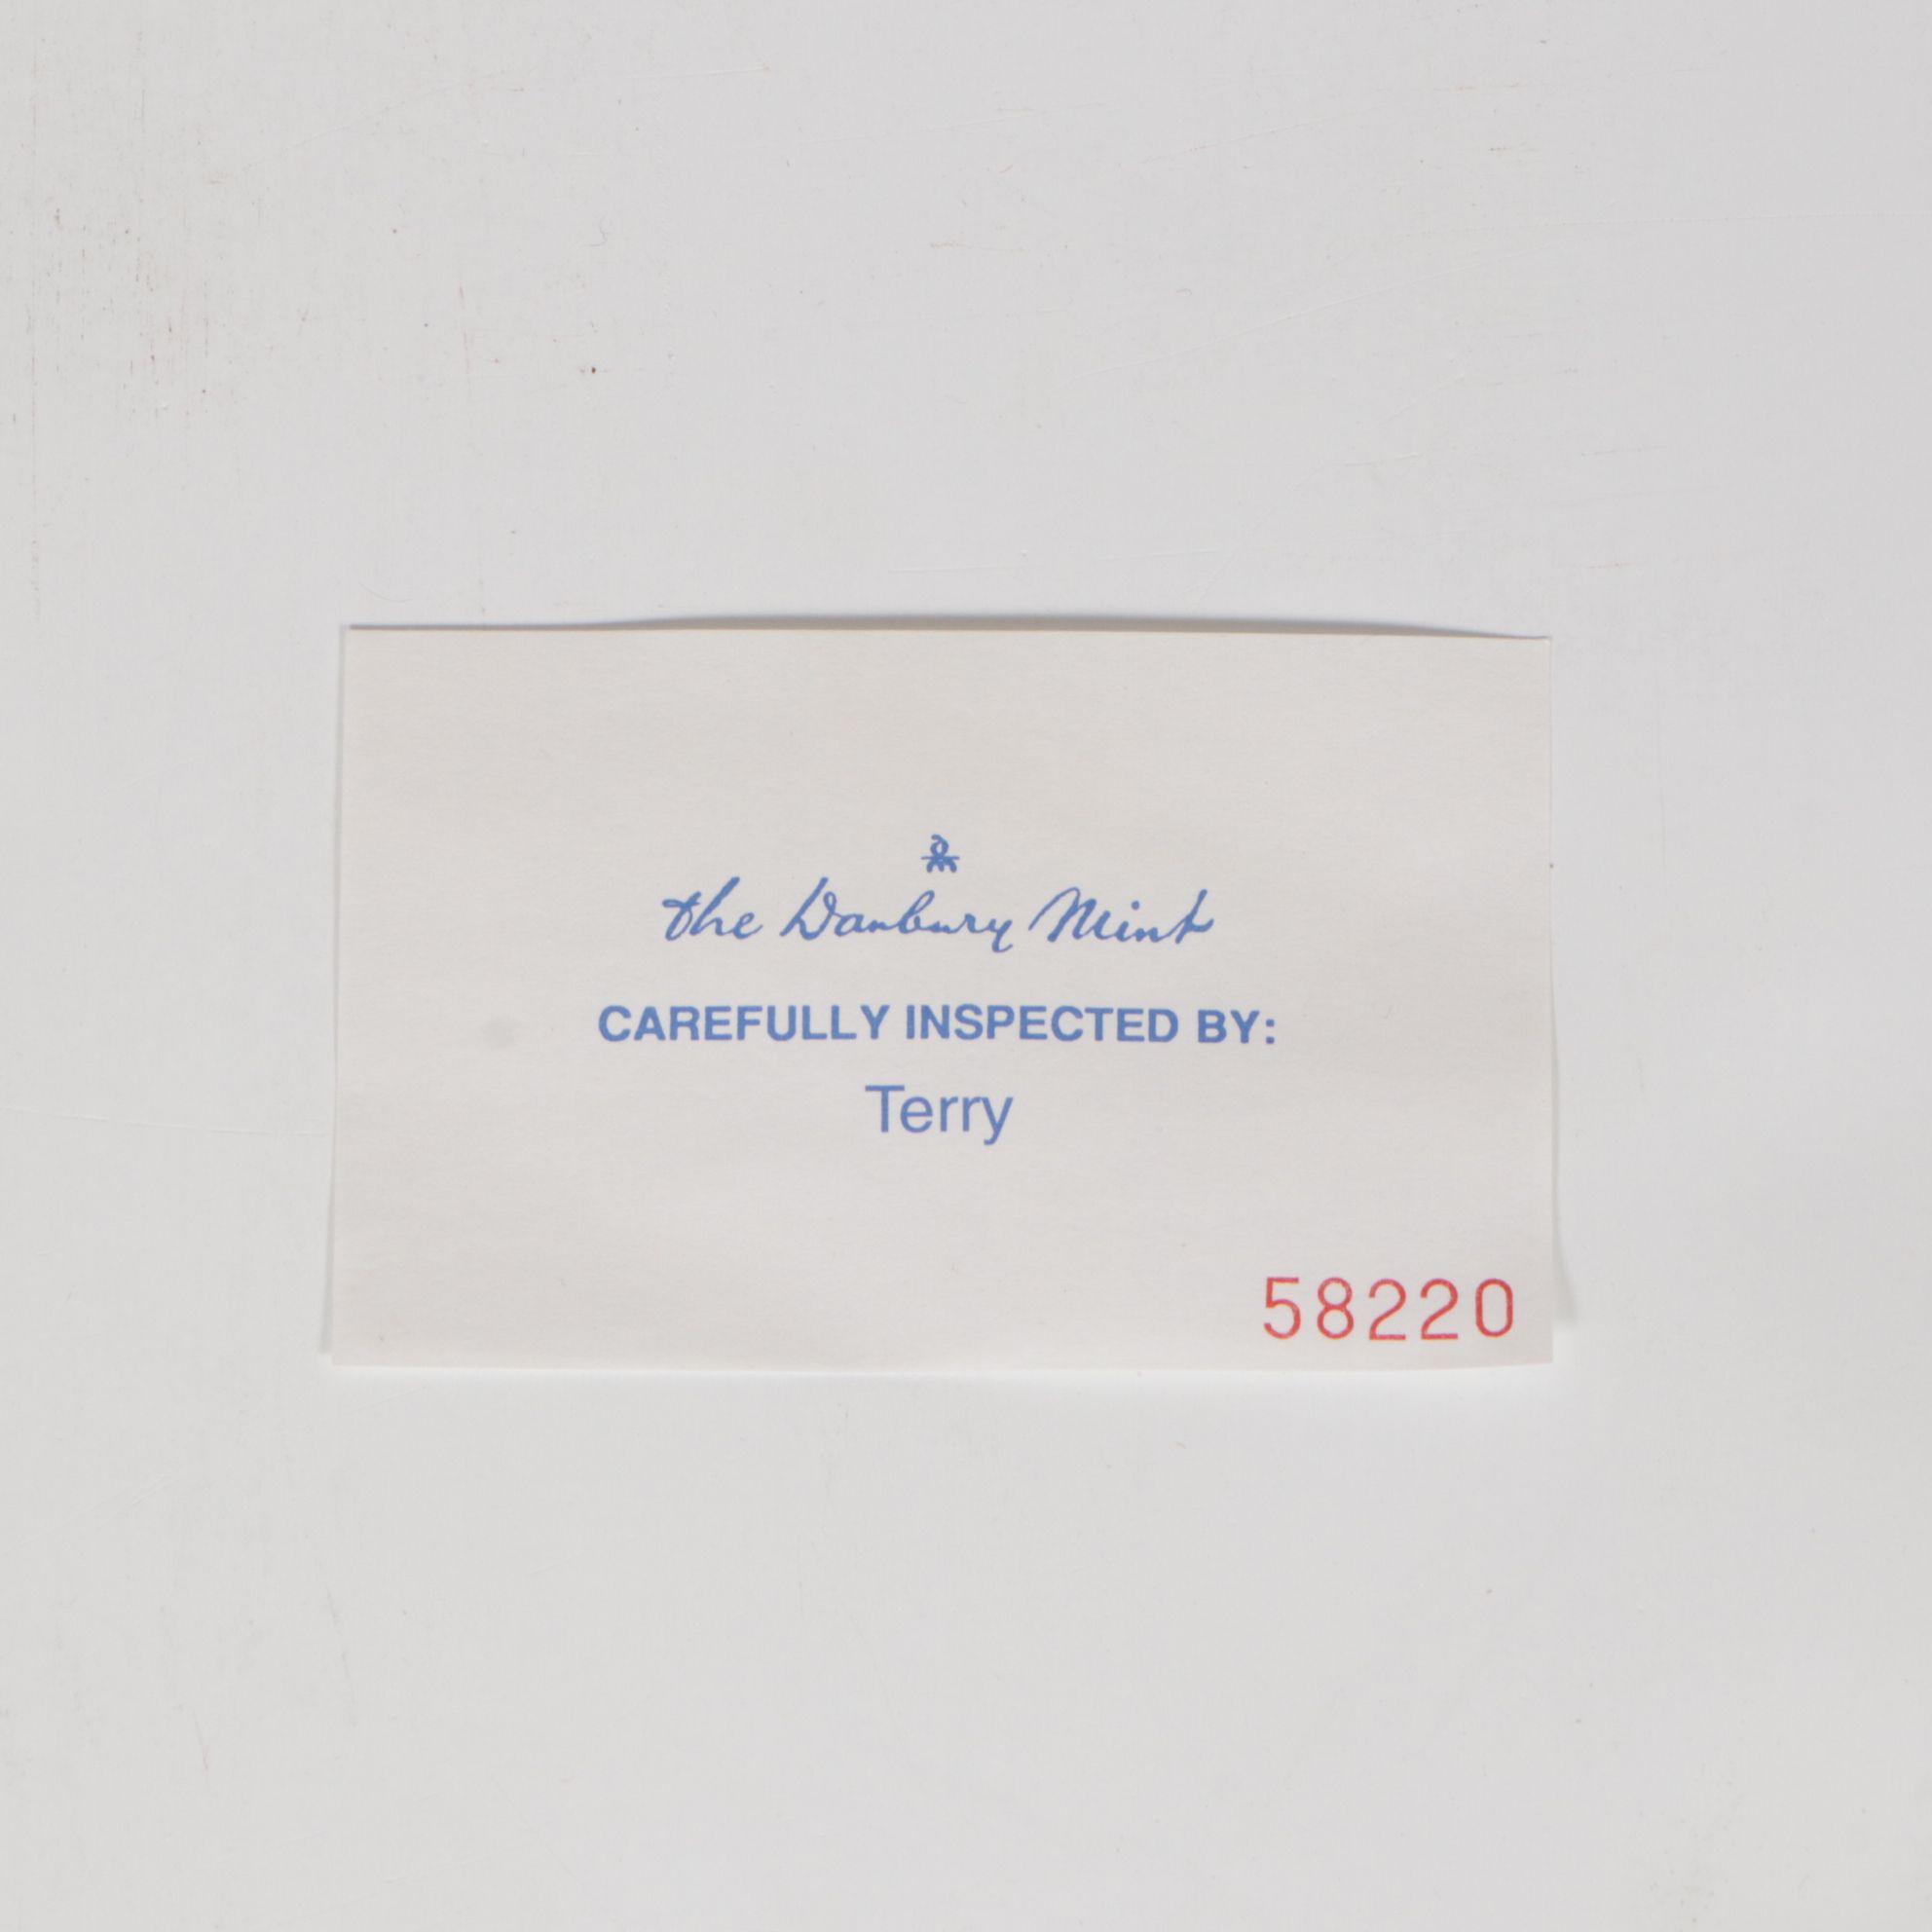 the Danbury Mint
CAREFULLY INSPECTED BY:
Terry
58220